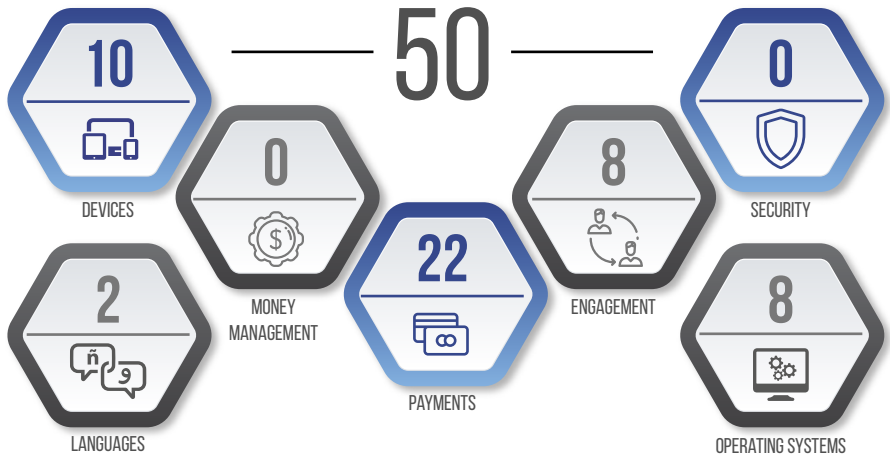 50
10
DEVICES
0
MONEY
MANAGEMENT
22
PAYMENTS
8
ENGAGEMENT
0
SECURITY
2
ñ
و
LANGUAGES
$
8
OPERATING SYSTEMS